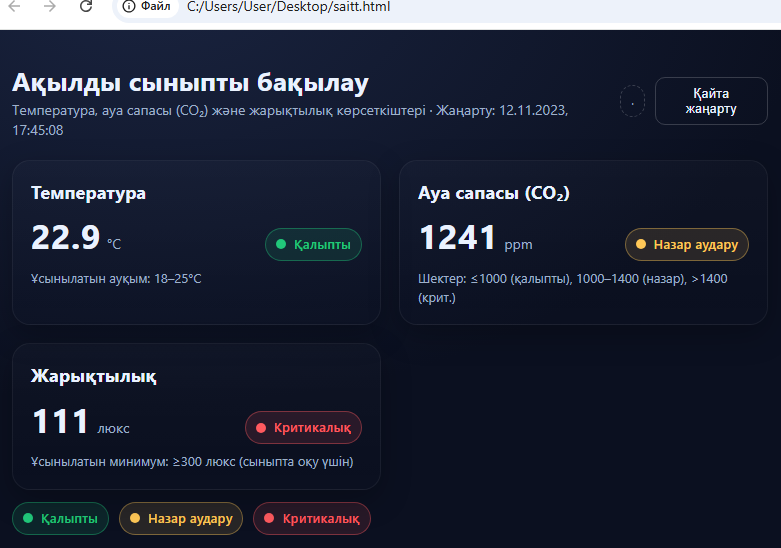 Файл C:/Users/User/Desktop/saitt.html
Ақылды сыныпты бақылау
Температура, ауа сапасы (CO₂) және жарықтылық көрсеткіштері · Жаңарту: 12.11.2023,
17:45:08
.
Қайта
жаңарту
Температура
22.9 °C
Қалыпты
Ұсынылатын ауқым: 18–25°C
Ауа сапасы (CO₂)
1241 ppm
Назар аудару
Шектер: ≤1000 (қалыпты), 1000–1400 (назар), >1400
(крит.)
Жарықтылық
111 люкс
Критикалық
Ұсынылатын минимум: ≥300 люкс (сыныпта оқу үшін)
Қалыпты Назар аудару Критикалық